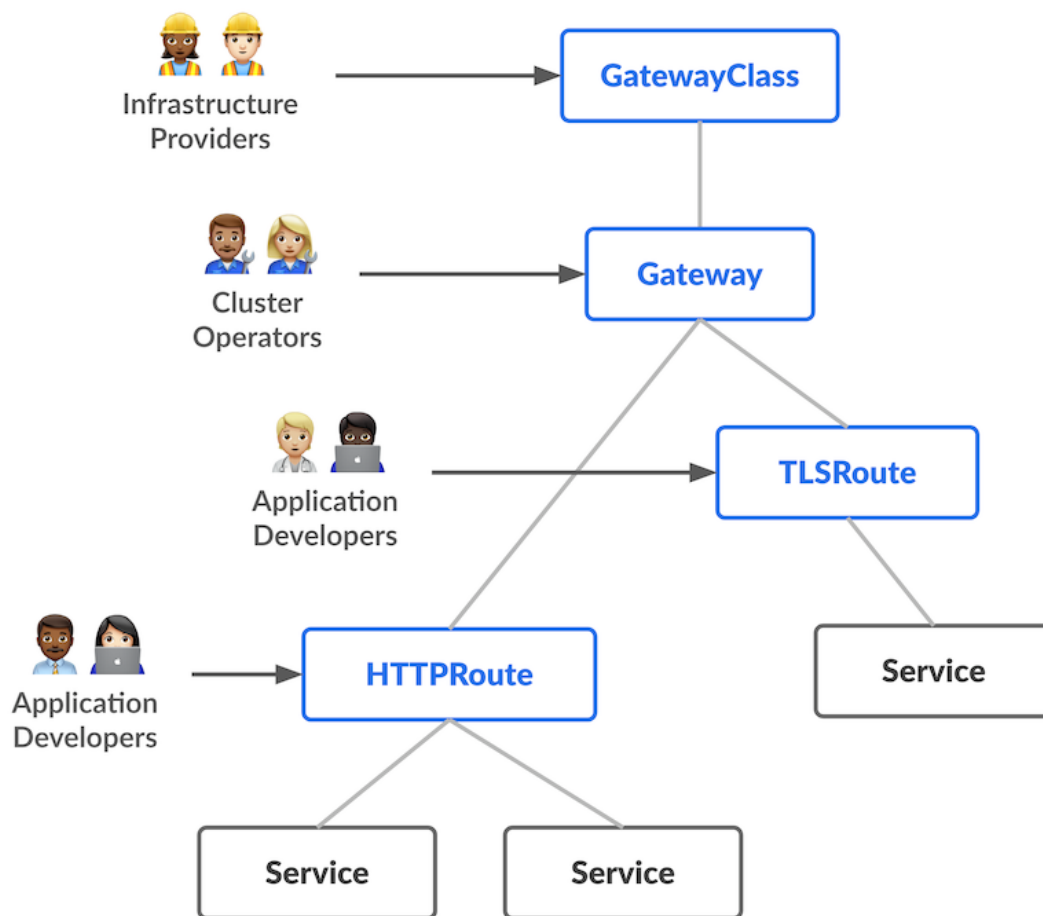 GatewayClass
Infrastructure
Providers
Gateway
Cluster
Operators
TLSRoute
Application
Developers
HTTPRoute
Service
Application
Developers
Service
Service